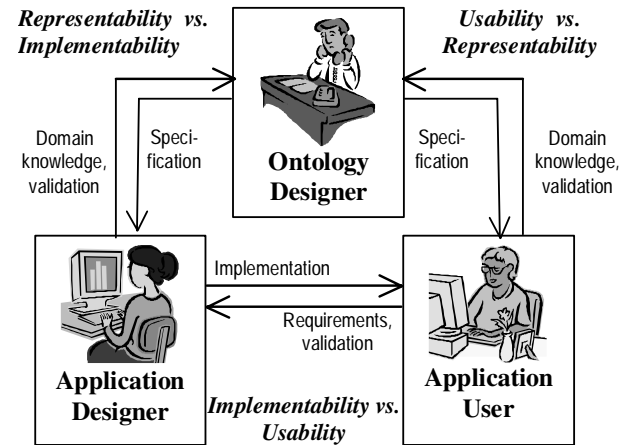 Representability vs.
Implementability
Usability vs.
Representability
Domain
knowledge,
validation
Speci-
fication
Ontology
Designer
Speci-
fication
Domain
knowledge,
validation
Implementation
Requirements,
validation
Application
Designer
Implementability vs.
Usability
Application
User